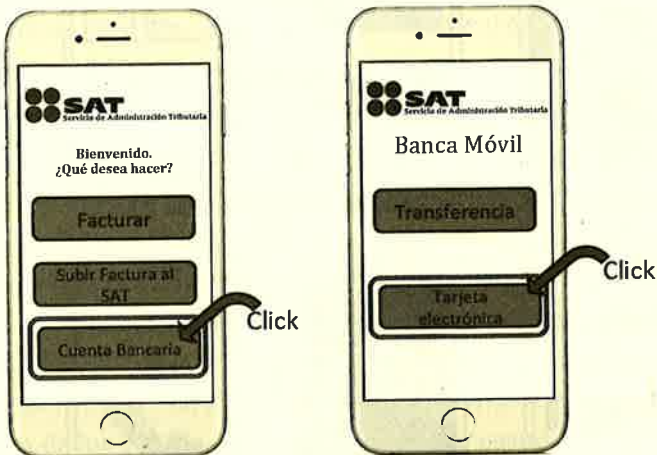 SAT
Servicio de Administración Tributaria
Bienvenido.
¿Qué desea hacer?
Facturar
Subir Factura al
SAT
Cuenta Bancaria
Click
SAT
Servicio de Administración Tributaria
Banca Móvil
Transferencia
Tarjeta
electrónica
Click